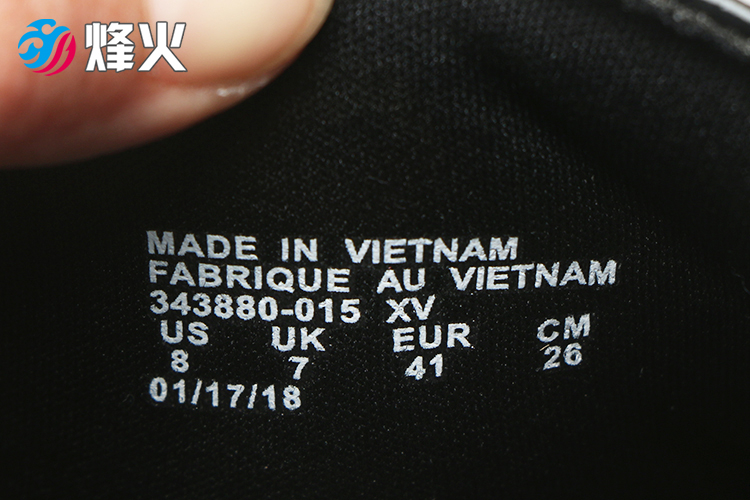 烽火
MADE IN VIETNAM
FABRIQUE AU VIETNAM
343880-015 XV
US UK EUR CM
8 7 41 26
01/17/18